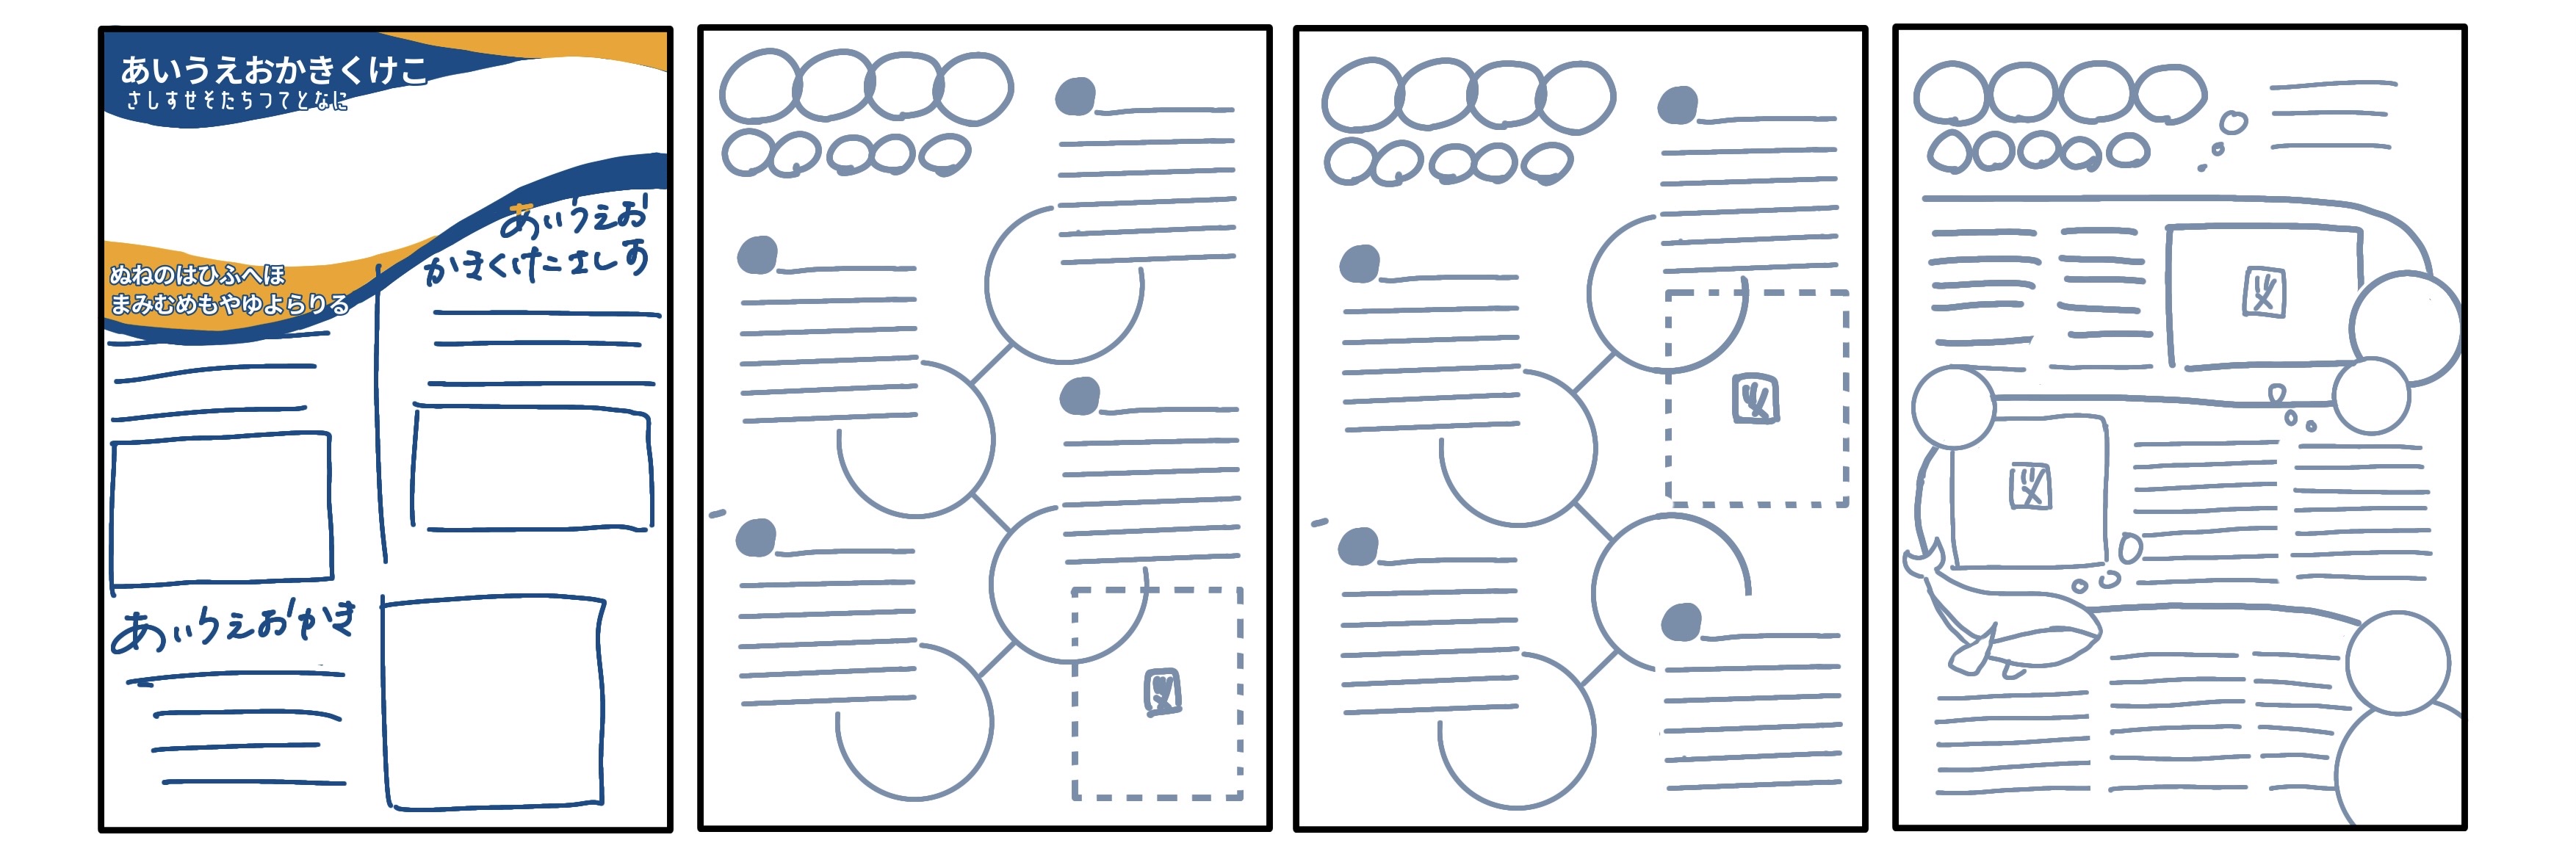 あいうえおかきくけこ
さしすせそたちつてとなに
ぬねのはひふへほ
まみむめもやゆよらりる
あいうえお
かきくけこさしす
あいうえおかき
図
図
図
図